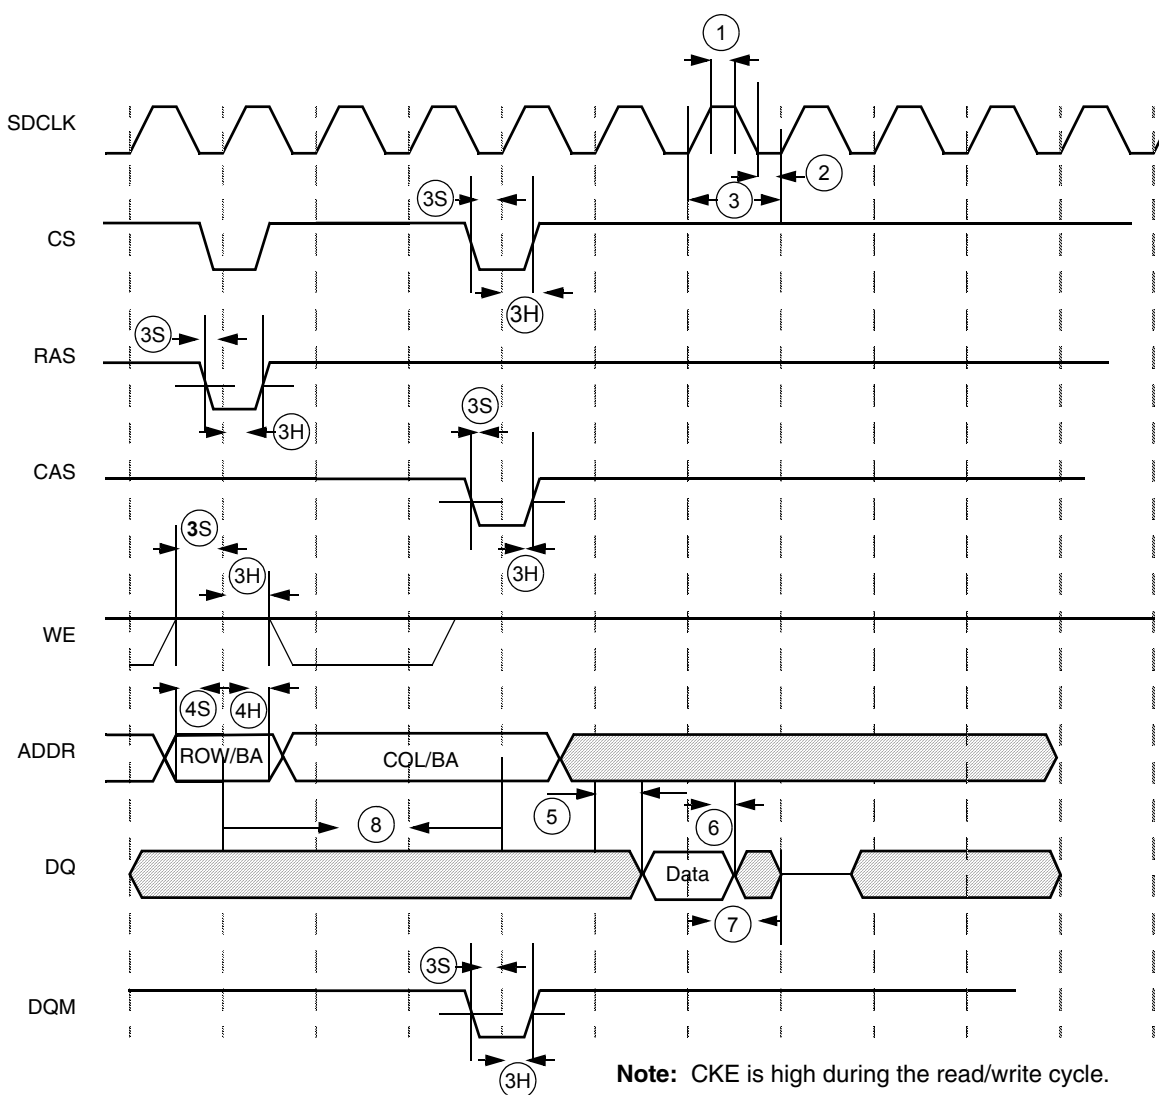 1
SDCLK
2
3S
3
CS
3H
3S
RAS
3S
3H
CAS
3S
3H
3H
WE
4S
4H
ADDR
ROW/BA
COL/BA
5
8
6
DQ
Data
7
3S
DQM
3H
Note: CKE is high during the read/write cycle.